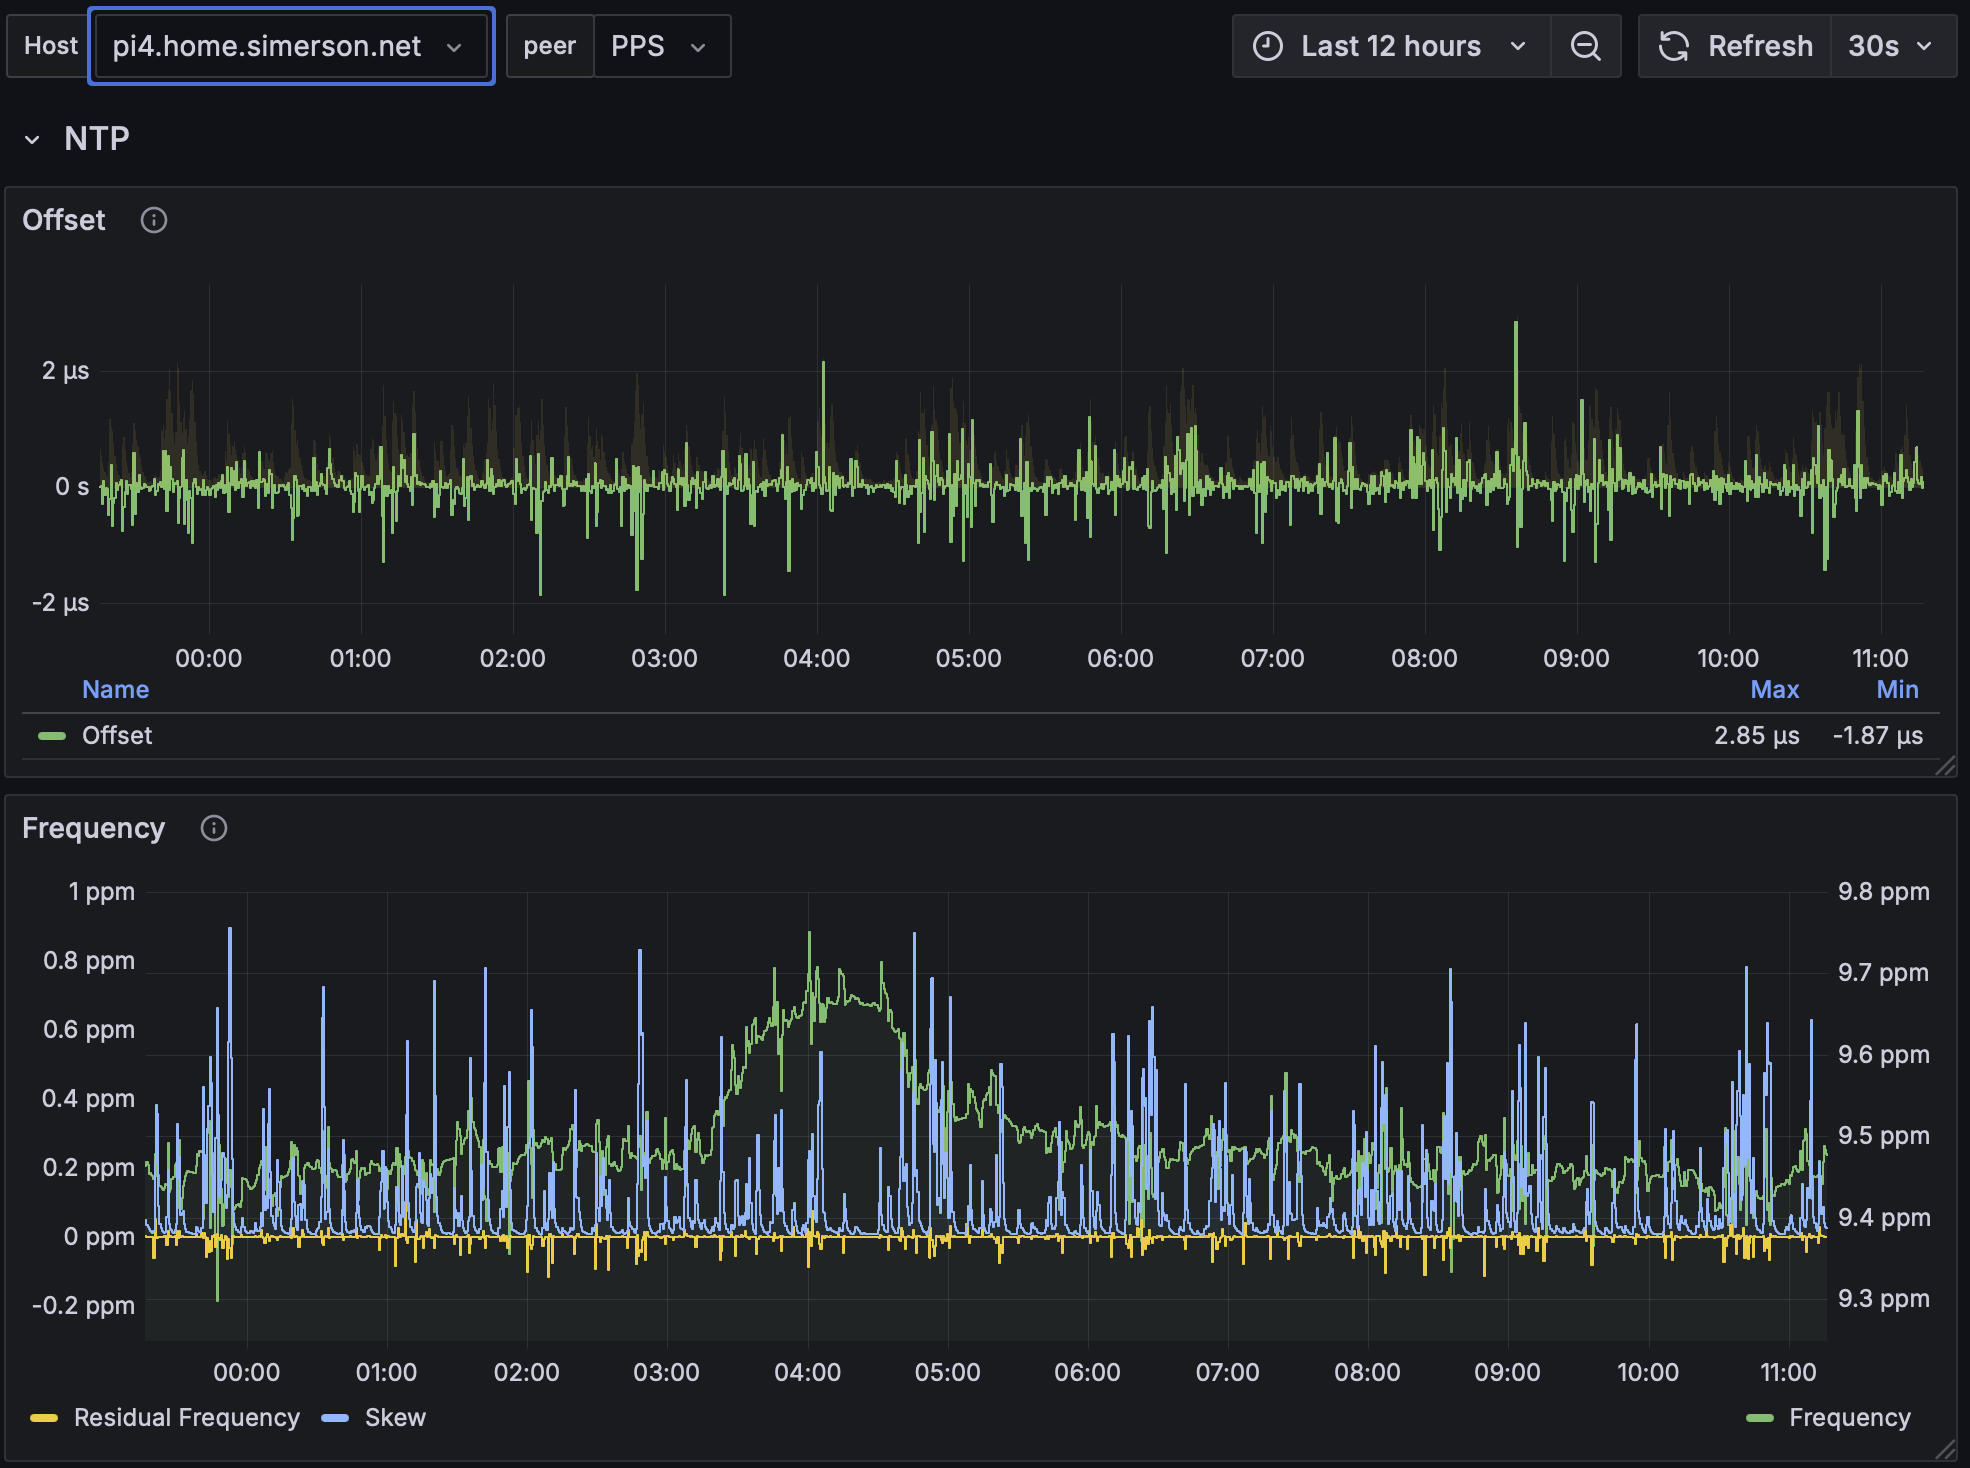 Host pi4.home.simerson.net peer PPS Last 12 hours Refresh 30s
NTP
Offset
2 µs
0 s
-2 µs
00:00 01:00 02:00 03:00 04:00 05:00 06:00 07:00 08:00 09:00 10:00 11:00
Name Max Min
Offset 2.85 µs -1.87 µs
Frequency
1 ppm 9.8 ppm
0.8 ppm 9.7 ppm
0.6 ppm 9.6 ppm
0.4 ppm 9.5 ppm
0.2 ppm 9.4 ppm
0 ppm 9.3 ppm
-0.2 ppm
00:00 01:00 02:00 03:00 04:00 05:00 06:00 07:00 08:00 09:00 10:00 11:00
Residual Frequency Skew Frequency